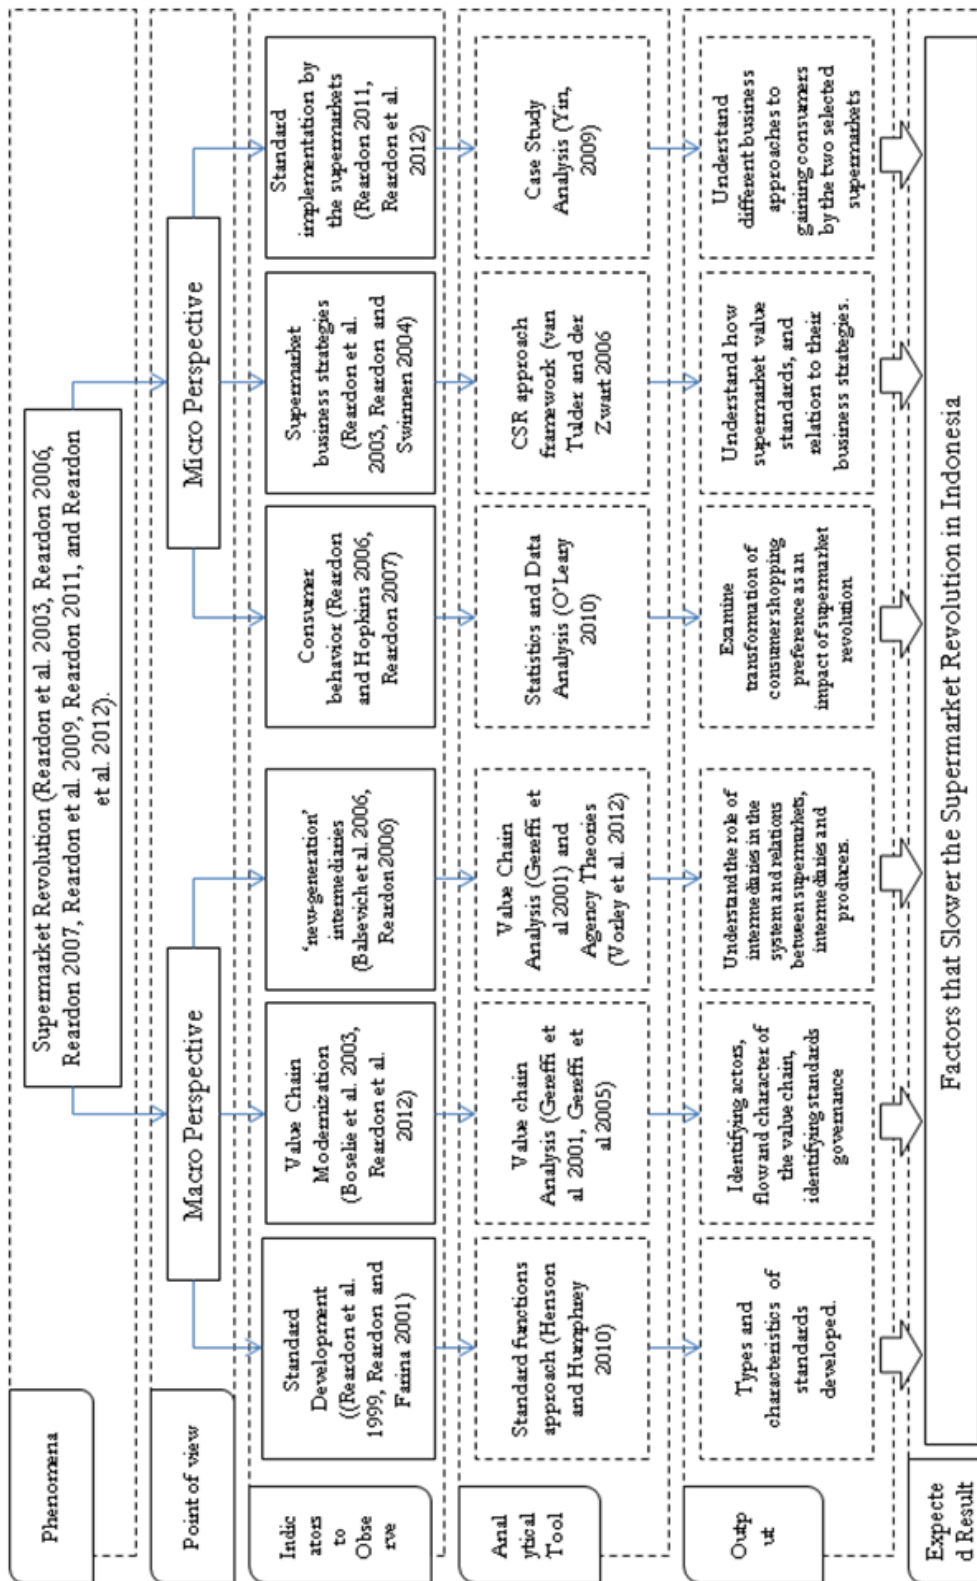 Phenomena
Supermarket Revolution (Reardon et al. 2003, Reardon 2006,
Reardon 2007, Reardon et al. 2009, Reardon 2011, and Reardon
et al. 2012).
Point of view
Macro Perspective
Micro Perspective
Indic
ators
to
Obse
rve
Standard
Development
((Reardon et al.
1999, Reardon and
Farina 2001)
Value Chain
Modernization
(Boselie et al. 2003,
Reardon et al.
2012)
‘new-generation’
intermediaries
(Balsevich et al. 2006,
Reardon 2006)
Consumer
behavior (Reardon
and Hopkins 2006,
Reardon 2007)
Supermarket
business strategies
(Reardon et al.
2003, Reardon and
Swinnen 2004)
Standard
implementation by
the supermarkets
(Reardon 2011,
Reardon et al.
2012)
Anal
ytical
Tool
Standard functions
approach (Henson
and Humphrey
2010)
Value chain
Analysis (Gereffi et
al 2001, Gereffi et
al 2005)
Value Chain
Analysis (Gereffi et
al 2001) and
Agency Theories
(Vorley et al. 2012)
Statistics and Data
Analysis (O’Leary
2010)
CSR approach
framework (van
Tulder and der
Zwart 2006
Case Study
Analysis (Yin,
2009)
Outp
ut
Types and
characteristics of
standards
developed.
Identifying actors,
flow and character of
the value chain,
identifying standards
governance
Understand the role of
intermediaries in the
system and relations
between supermarkets,
intermediaries and
producers.
Examine
transformation of
consumer shopping
preference as an
impact of supermarket
revolution.
Understand how
supermarket value
standards, and
relation to their
business strategies.
Understand
different business
approaches to
gaining consumers
by the two selected
supermarkets
Expecte
d Result
Factors that Slower the Supermarket Revolution in Indonesia